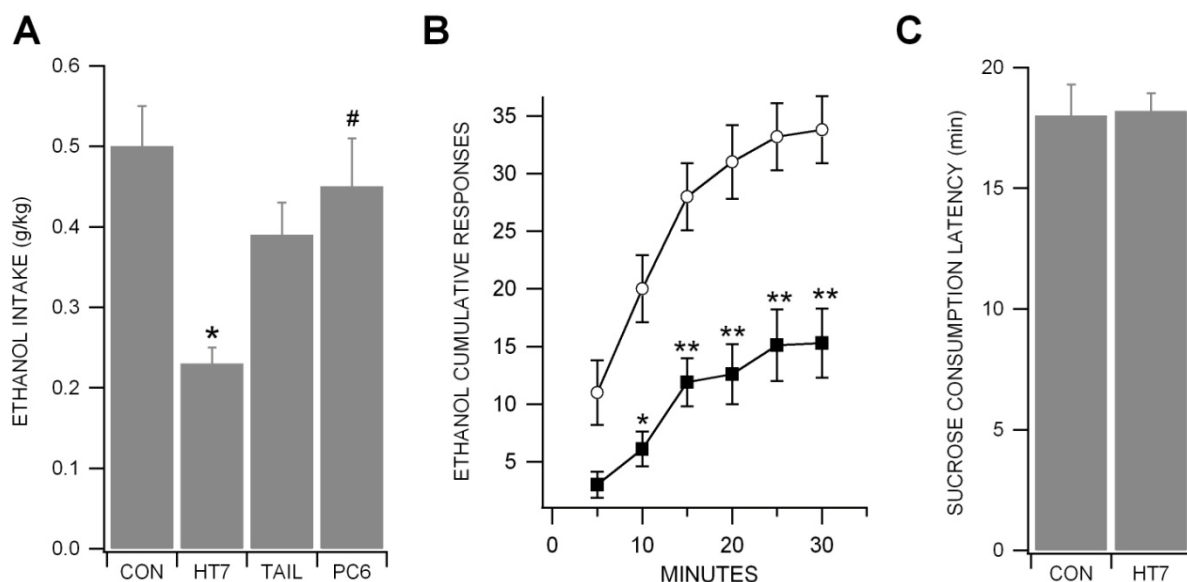 A
ETHANOL INTAKE (g/kg)
0.6
0.5
0.4
0.3
0.2
0.1
0.0
*
#
CON HT7 TAIL PC6
B
ETHANOL CUMULATIVE RESPONSES
35
30
25
20
15
10
5
*
**
**
**
**
0 10 20 30
MINUTES
C
SUCROSE CONSUMPTION LATENCY (min)
20
15
10
5
0
CON HT7